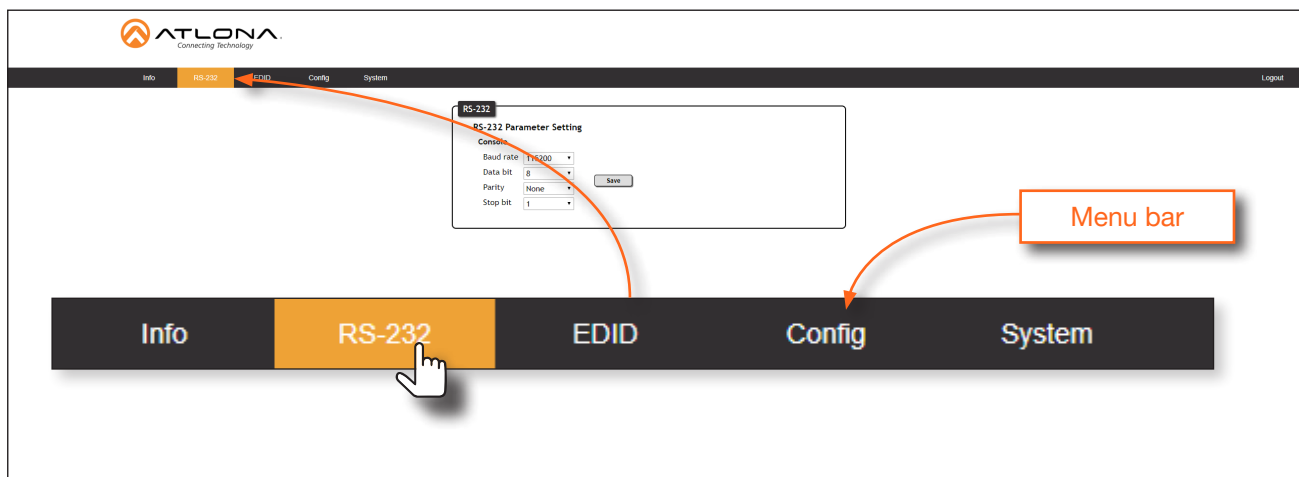 ATLONA.
Connecting Technology
Info RS-232 EDID Config System Logout
RS-232
RS-232 Parameter Setting
Console
Baud rate 115200
Data bit 8
Save
Parity None
Stop bit 1
Menu bar
Info RS-232 EDID Config System